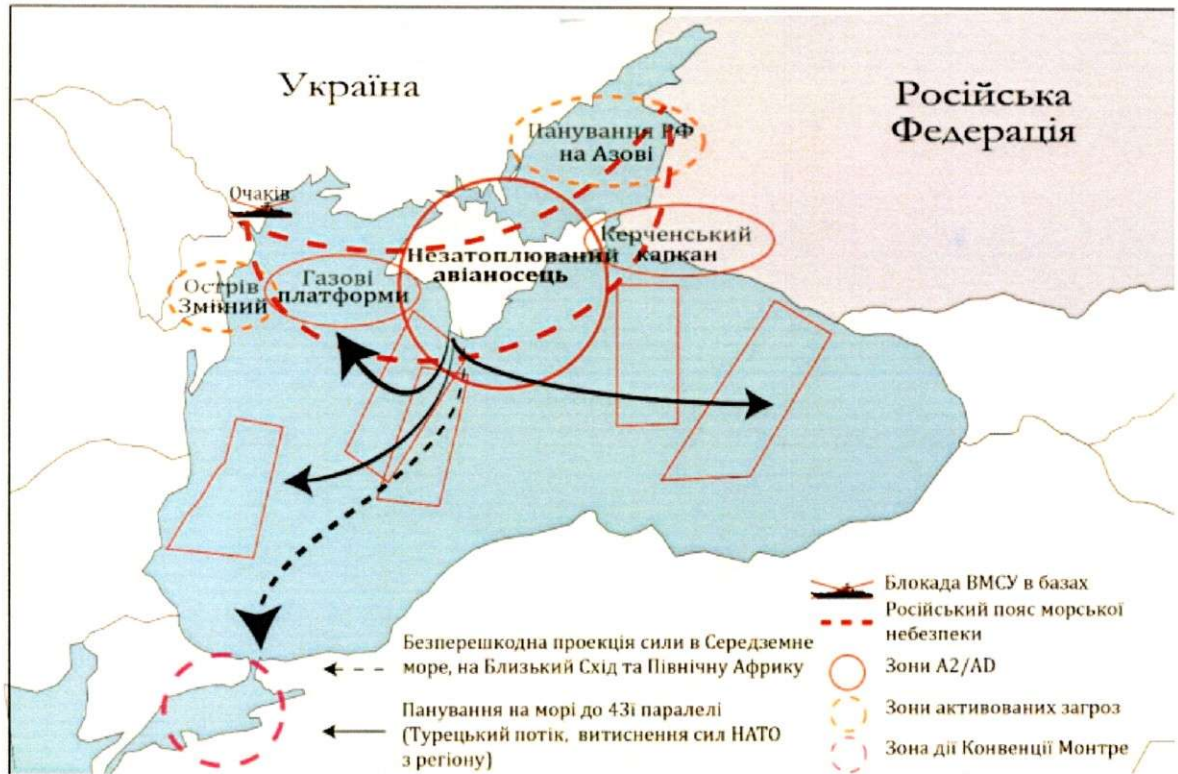 Україна
Російська
Федерація
Панування РФ
на Азові
Очаків
Незатоплюваний
авіаносець
Керченський
капкан
Газові
платформи
Острів
Зміїний
Блокада ВМСУ в базах
Російський пояс морської
небезпеки
Зони A2/AD
Зони активованих загроз
Зона дії Конвенції Монтре
Безперешкодна проекція сили в Середземне
море, на Близький Схід та Північну Африку
Панування на морі до 43ї паралелі
(Турецький потік, витиснення сил НАТО
з регіону)